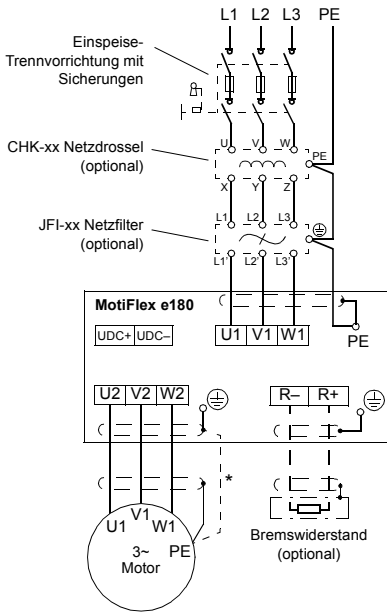 L1 L2 L3 PE
Einspeise-
Trennvorrichtung mit
Sicherungen
U V W
PE
CHK-xx Netzdrossel
(optional)
X Y Z
L1 L2 L3
JFI-xx Netzfilter
(optional)
L1' L2' L3'
MotiFlex e180
UDC+ UDC–
U1 V1 W1
PE
U2 V2 W2
R– R+
*
U1 V1 W1
PE
3~
Motor
Bremswiderstand
(optional)